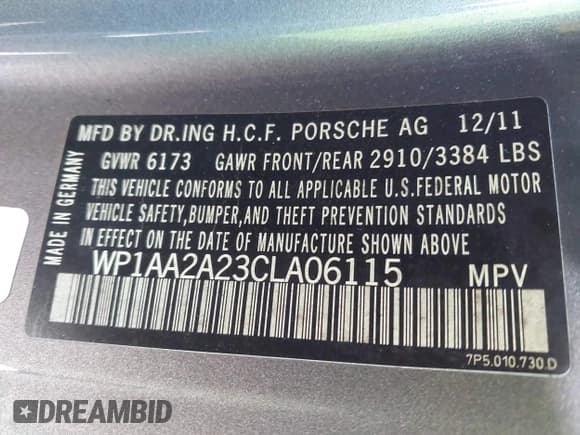 MFD BY DR.ING H.C.F. PORSCHE AG 12/11
GVWR 6173 GAWR FRONT/REAR 2910/3384 LBS
THIS VEHICLE CONFORMS TO ALL APPLICABLE U.S.FEDERAL MOTOR
VEHICLE SAFETY,BUMPER,AND THEFT PREVENTION STANDARDS
IN EFFECT ON THE DATE OF MANUFACTURE SHOWN ABOVE
WP1AA2A23CLA06115 MPV
MADE IN GERMANY
7P5.010.730.D
DREAMBID